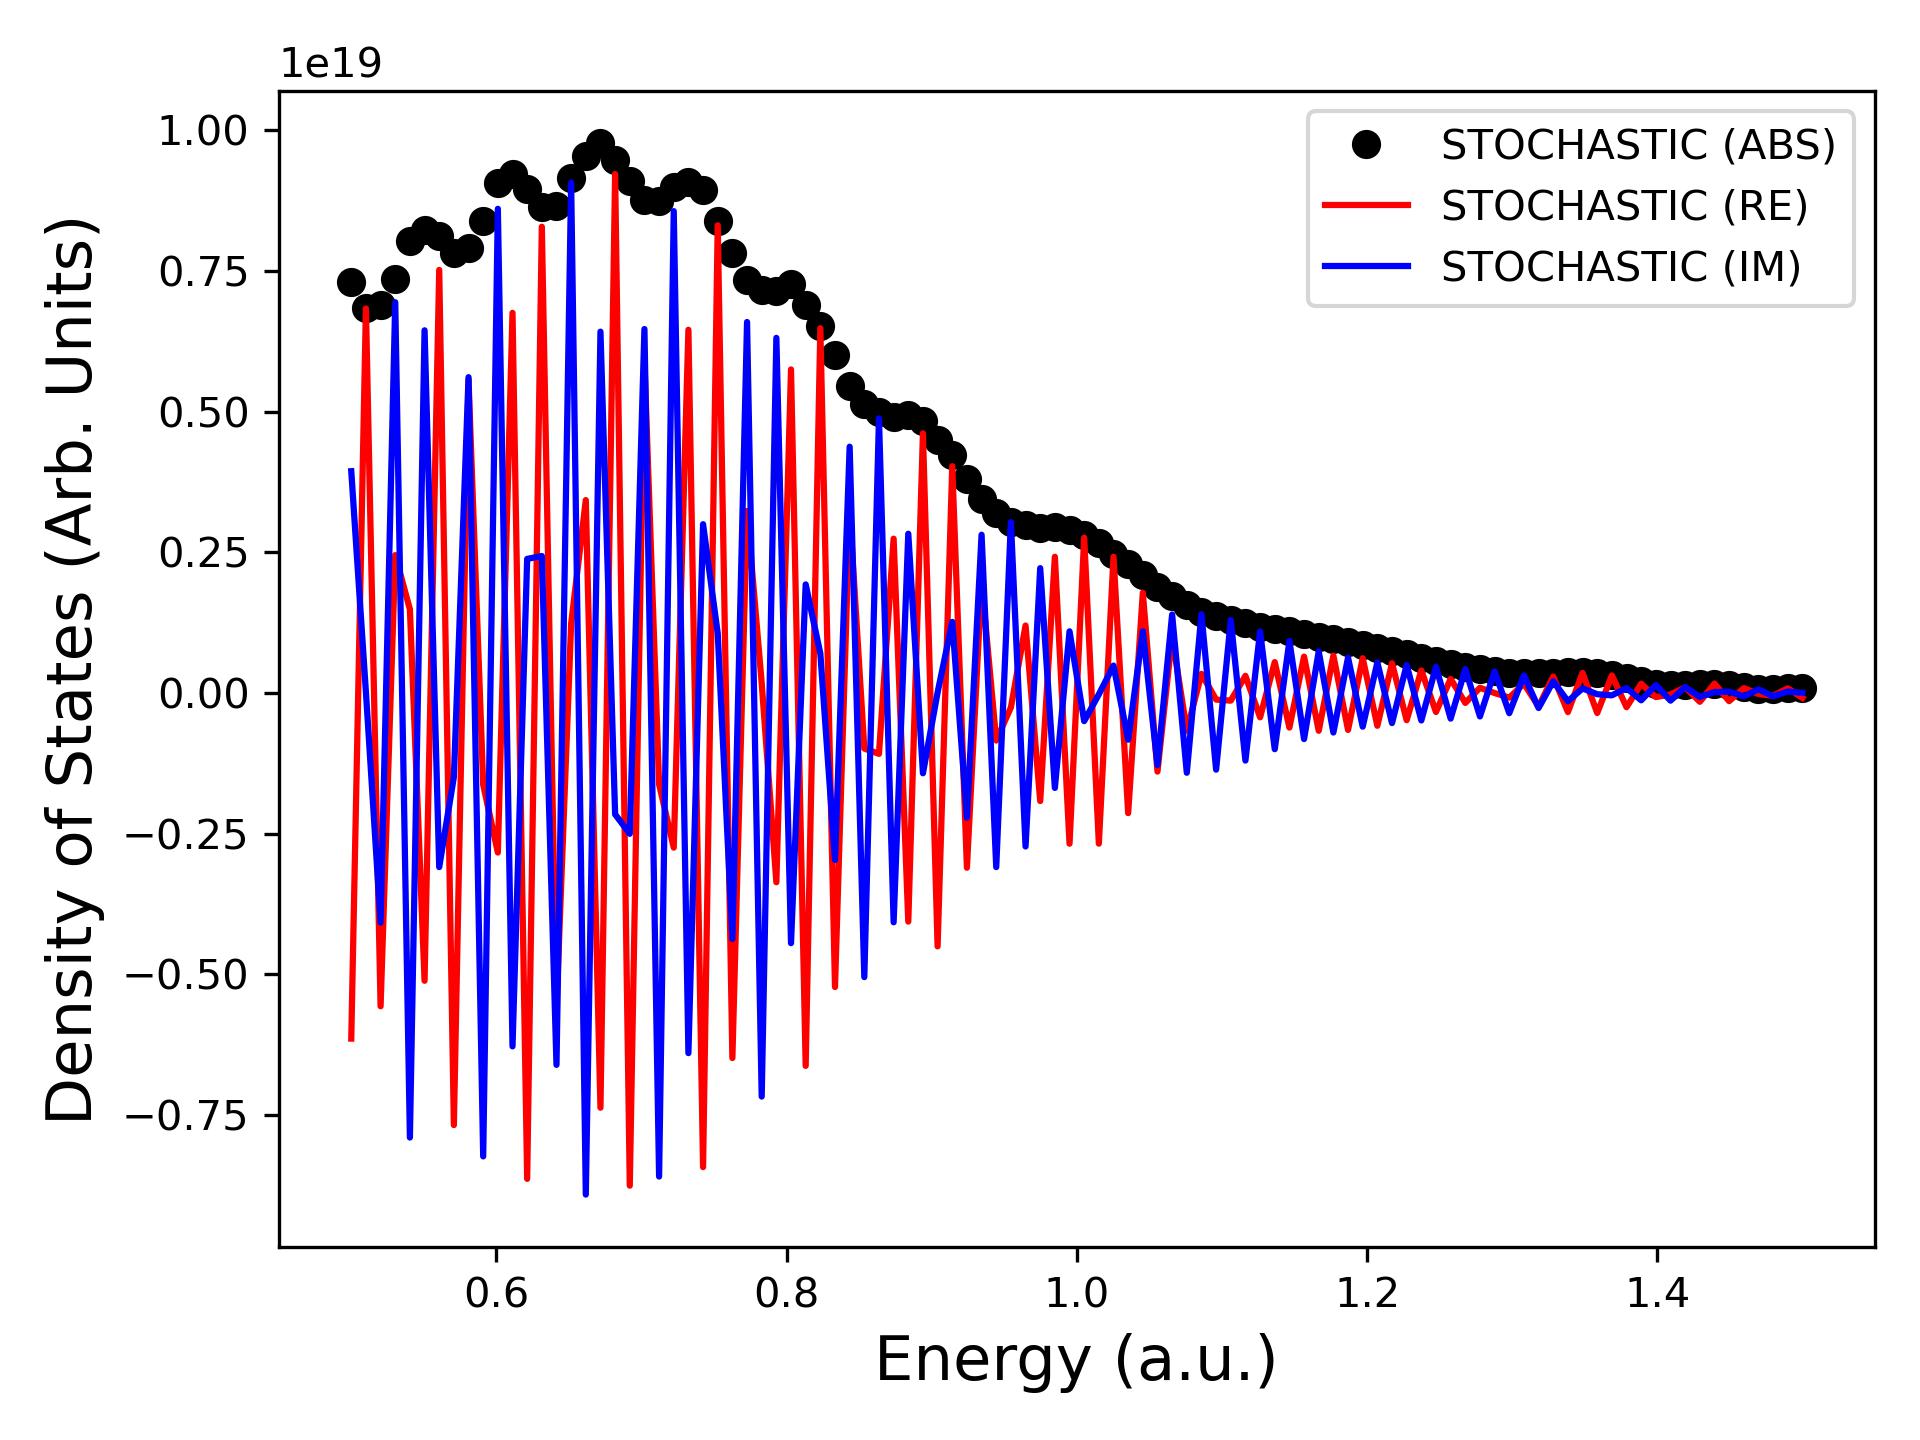 1e19
1.00
0.75
0.50
0.25
0.00
−0.25
−0.50
−0.75
Density of States (Arb. Units)
STOCHASTIC (ABS)
STOCHASTIC (RE)
STOCHASTIC (IM)
0.6 0.8 1.0 1.2 1.4
Energy (a.u.)